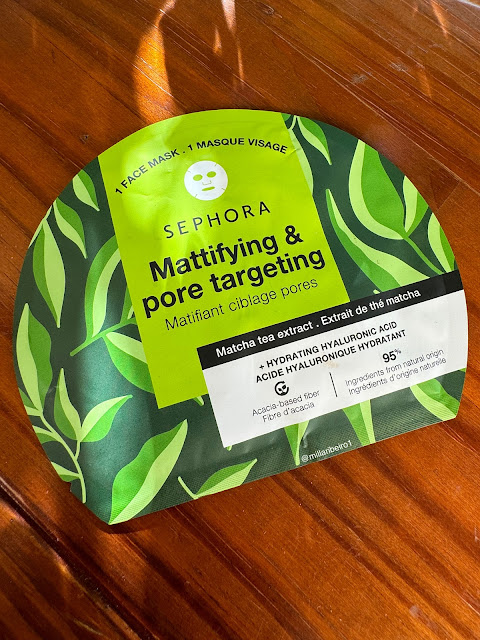 1 FACE MASK . 1 MASQUE VISAGE
SEPHORA
Mattifying &
pore targeting
Matifiant ciblage pores
Matcha tea extract . Extrait de thé matcha
+ HYDRATING HYALURONIC ACID
ACIDE HYALURONIQUE HYDRATANT
Acacia-based fiber
Fibre d'acacia
95%
Ingredients from natural origin
Ingrédients d'origine naturelle
@millaribeiro1